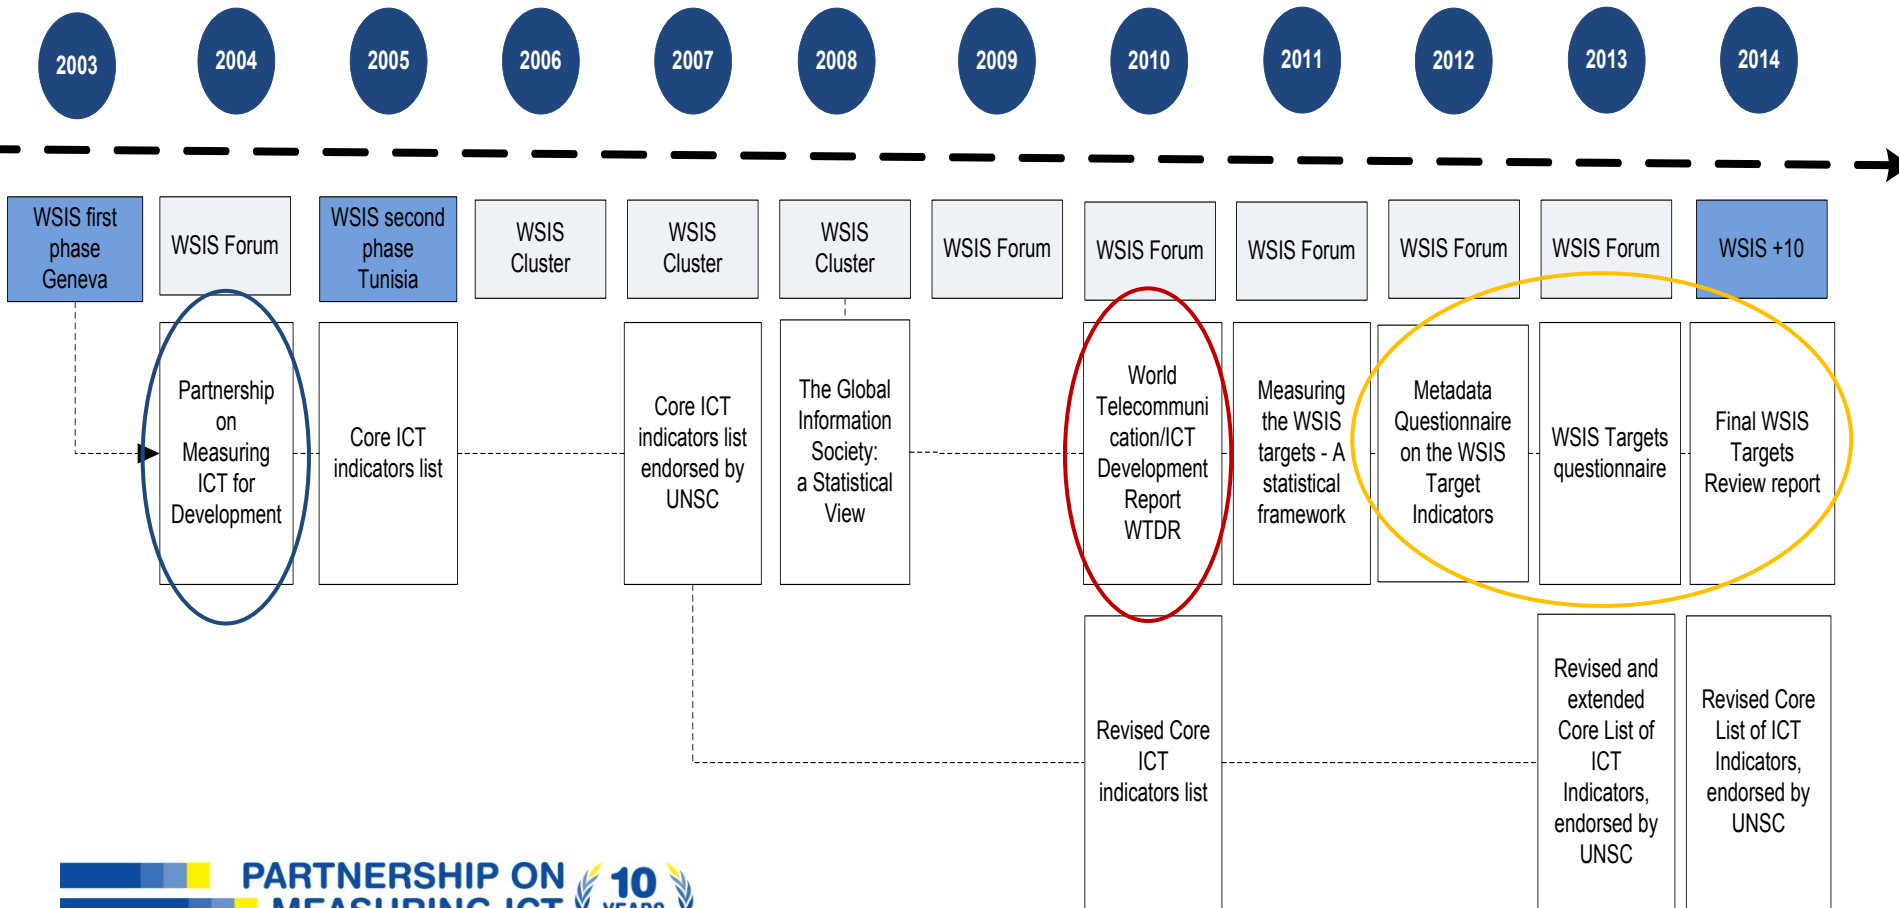 2003
2004
2005
2006
2007
2008
2009
2010
2011
2012
2013
2014
WSIS first
phase
Geneva
WSIS Forum
WSIS second
phase
Tunisia
WSIS
Cluster
WSIS
Cluster
WSIS
Cluster
WSIS Forum
WSIS Forum
WSIS Forum
WSIS Forum
WSIS Forum
WSIS +10
Partnership
on
Measuring
ICT for
Development
Core ICT
indicators list
Core ICT
indicators list
endorsed by
UNSC
The Global
Information
Society:
a Statistical
View
World
Telecommuni
cation/ICT
Development
Report
WTDR
Measuring
the WSIS
targets - A
statistical
framework
Metadada
Questionnaire
on the WSIS
Target
Indicators
WSIS Targets
questionnaire
Final WSIS
Targets
Review report
Revised Core
ICT
indicators list
Revised and
extended
Core List of
ICT
Indicators,
endorsed by
UNSC
Revised Core
List of ICT
Indicators,
endorsed by
UNSC
PARTNERSHIP ON
MEASURING ICT
10
YEARS